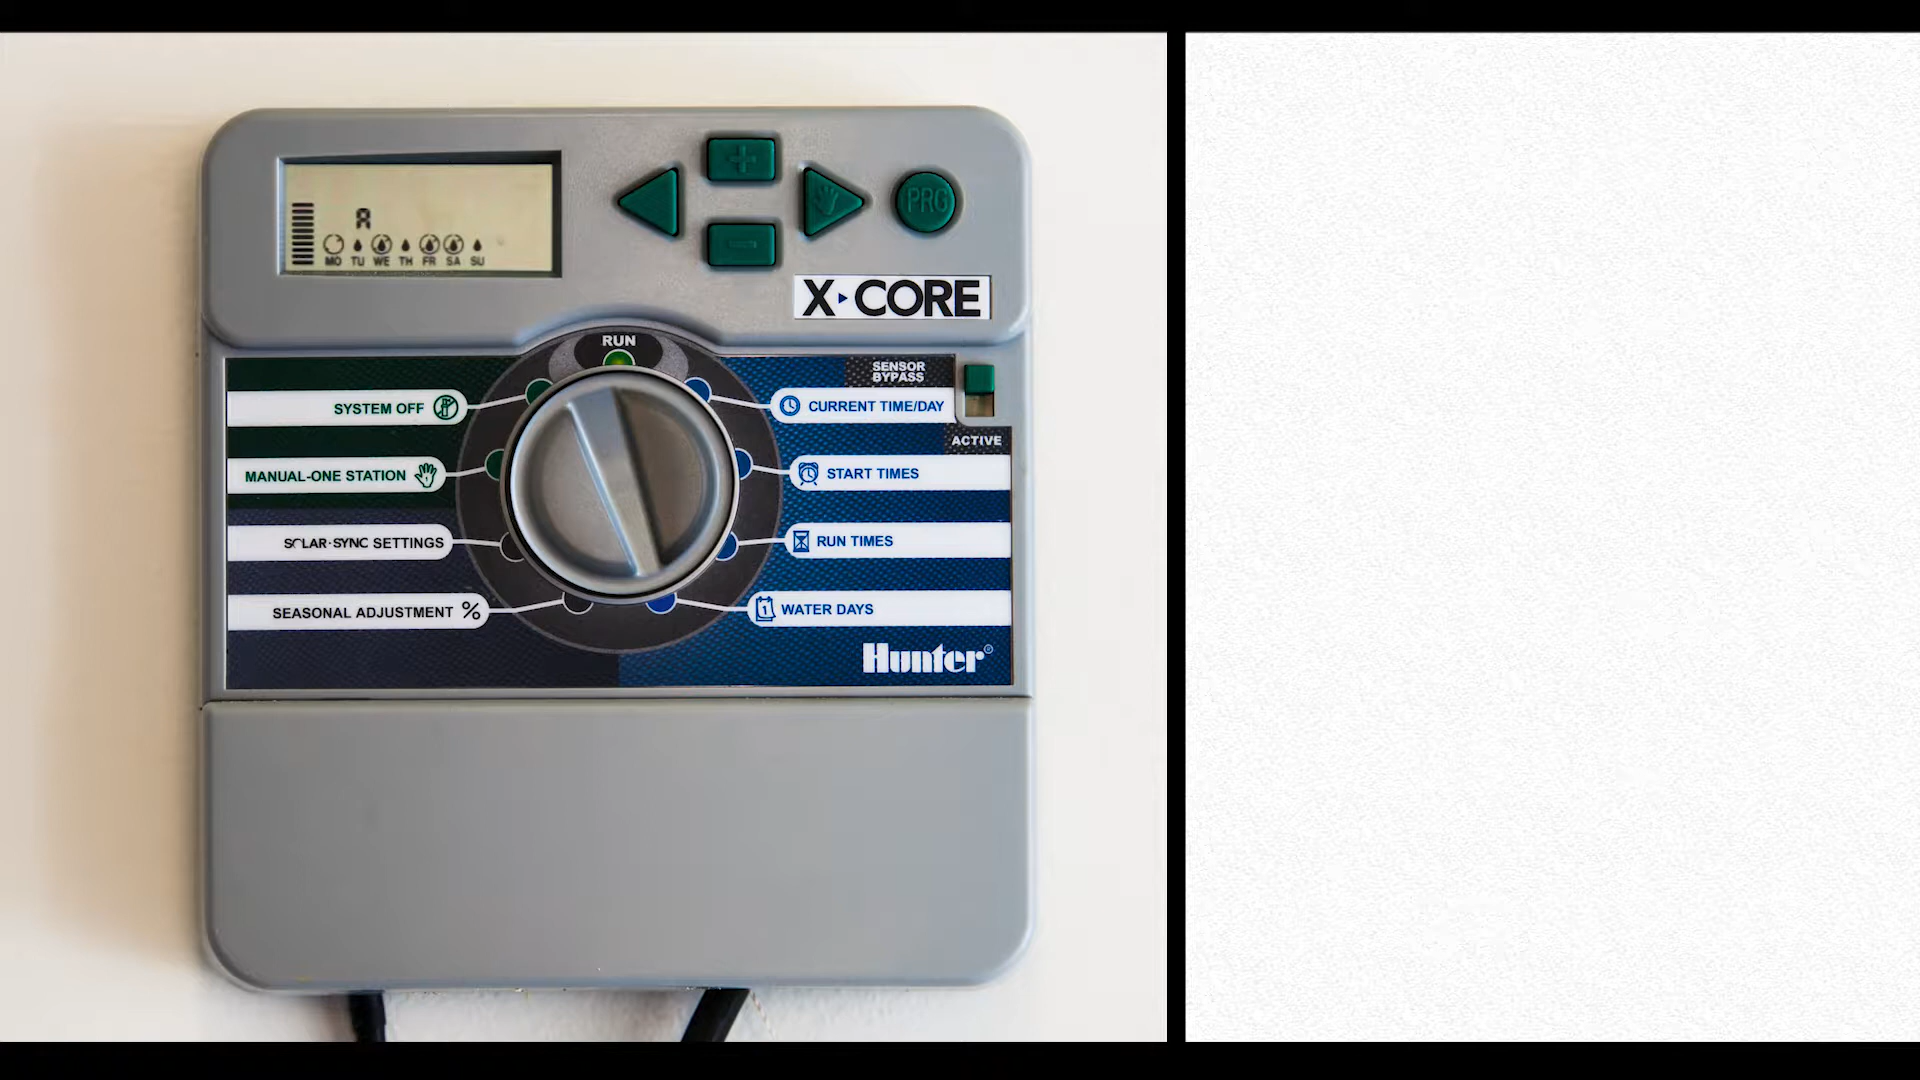 +
PRG
A
MO TU WE TH FR SA SU
X CORE
RUN
SENSOR
BYPASS
SYSTEM OFF
CURRENT TIME/DAY
ACTIVE
MANUAL-ONE STATION
START TIMES
SOLAR·SYNC SETTINGS
RUN TIMES
SEASONAL ADJUSTMENT %
1 WATER DAYS
Hunter®